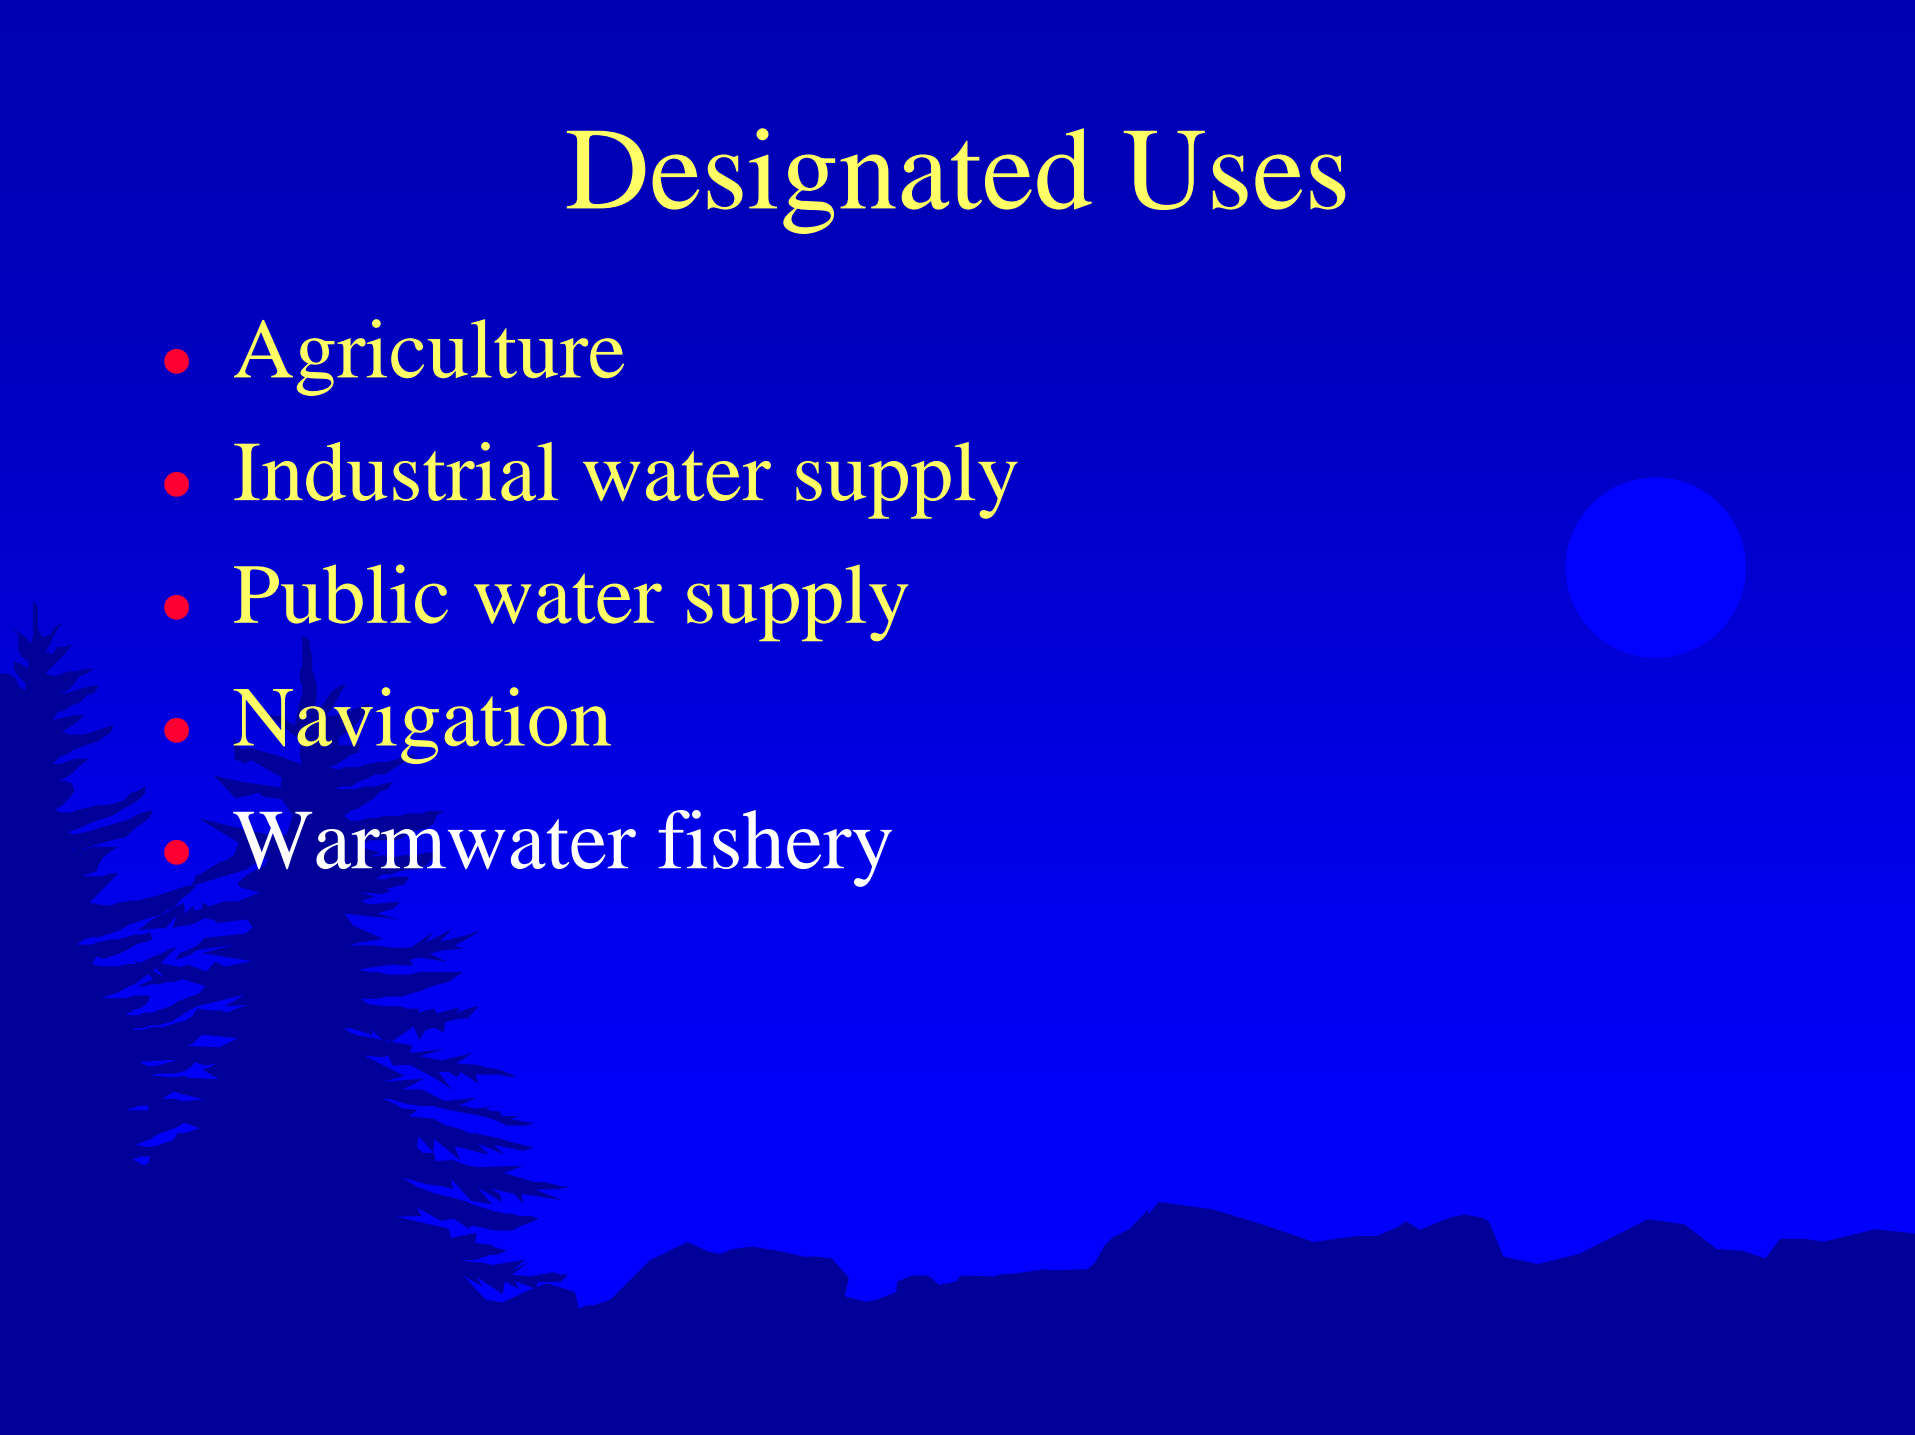 Designated Uses
● Agriculture
● Industrial water supply
● Public water supply
● Navigation
● Warmwater fishery